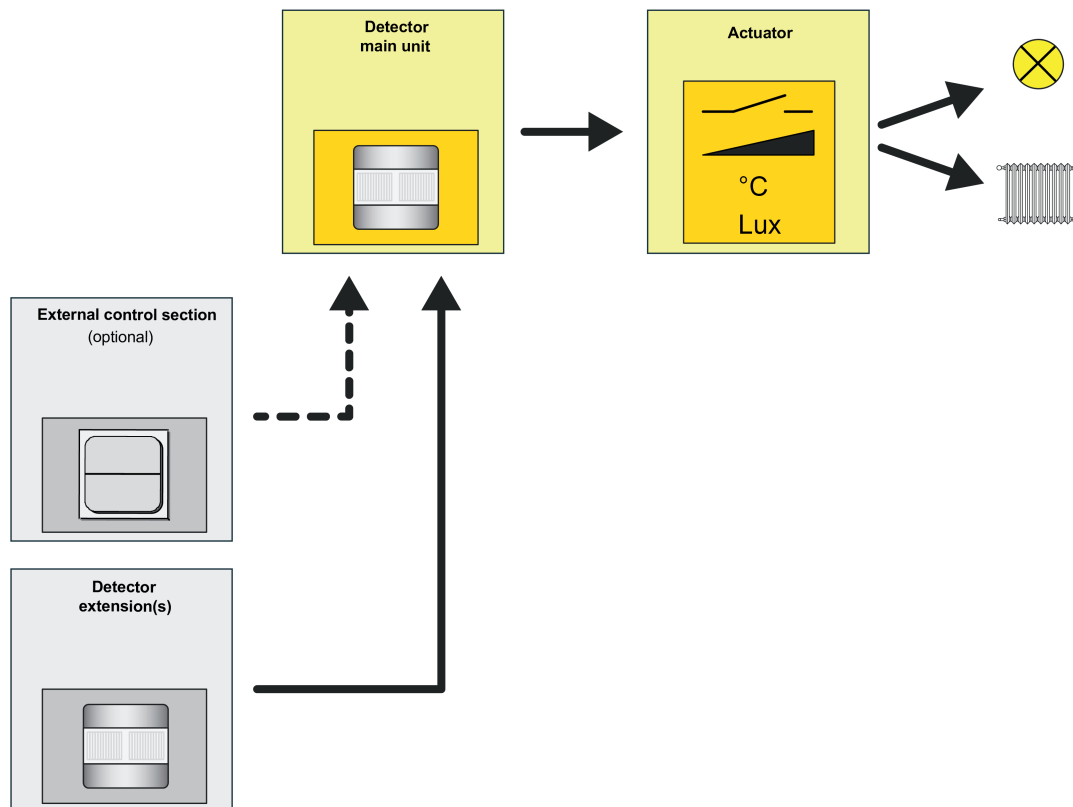 Detector
main unit
Actuator
°C
Lux
External control section
(optional)
Detector
extension(s)